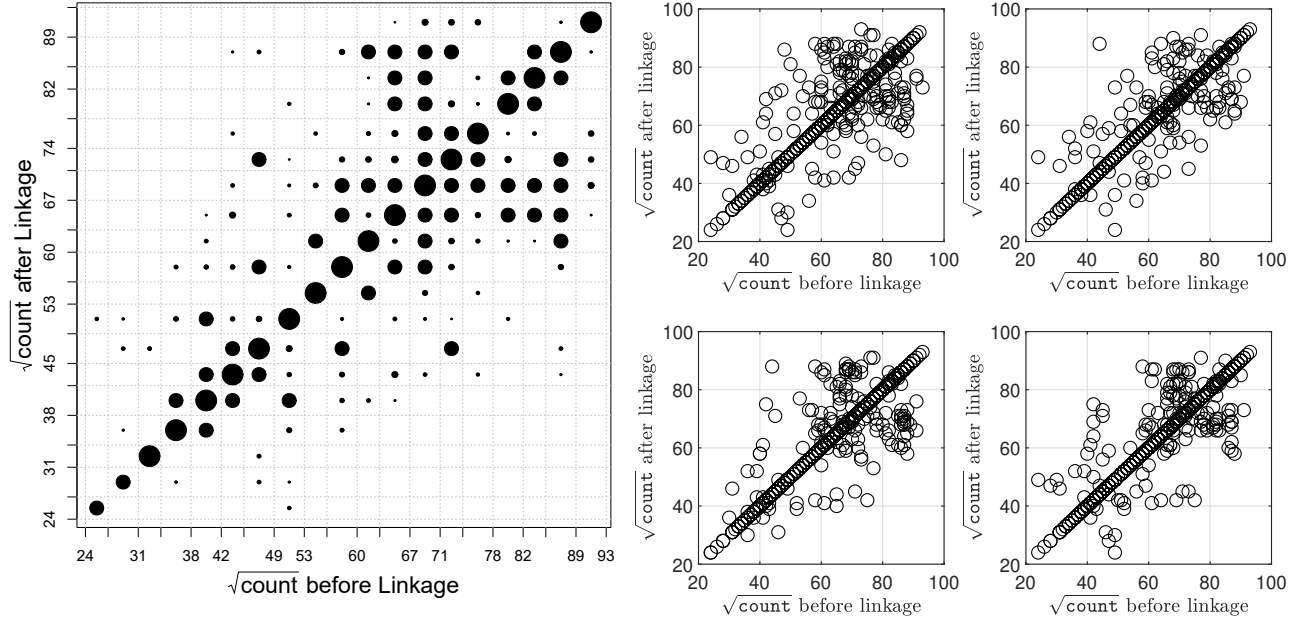 √count after Linkage
89
82
74
67
60
53
45
38
31
24
24 31 38 42 49 53 60 67 71 78 82 89 93
√count before Linkage
√count after linkage
100
80
60
40
20
20 40 60 80 100
√count before linkage
√count after linkage
100
80
60
40
20
20 40 60 80 100
√count before linkage
√count after linkage
100
80
60
40
20
20 40 60 80 100
√count before linkage
√count after linkage
100
80
60
40
20
20 40 60 80 100
√count before linkage